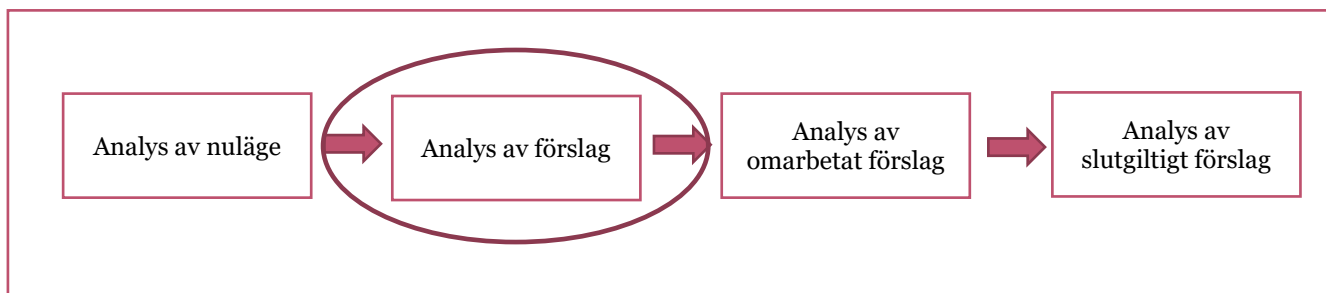 Analys av nuläge
Analys av förslag
Analys av
omarbetat förslag
Analys av
slutgiltigt förslag